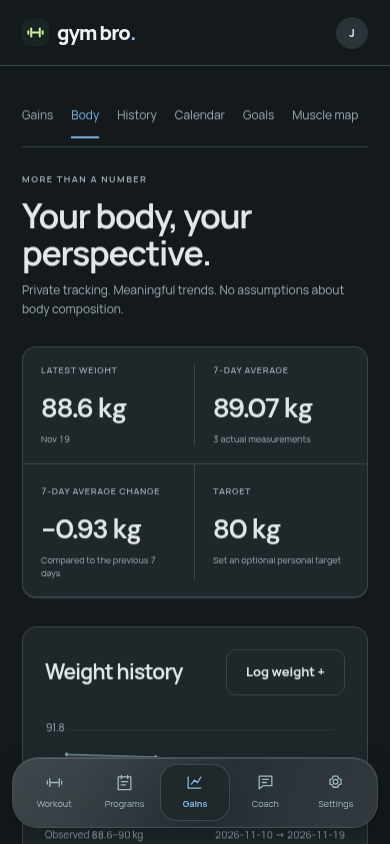 gym bro.
J
Gains Body History Calendar Goals Muscle map
MORE THAN A NUMBER
Your body, your
perspective.
Private tracking. Meaningful trends. No assumptions about
body composition.
LATEST WEIGHT
88.6 kg
Nov 19
7-DAY AVERAGE
89.07 kg
3 actual measurements
7-DAY AVERAGE CHANGE
−0.93 kg
Compared to the previous 7
days
TARGET
80 kg
Set an optional personal target
Weight history
Log weight +
91.8
Workout Programs Gains Coach Settings
Observed 88.6–90 kg
2026-11-10 → 2026-11-19